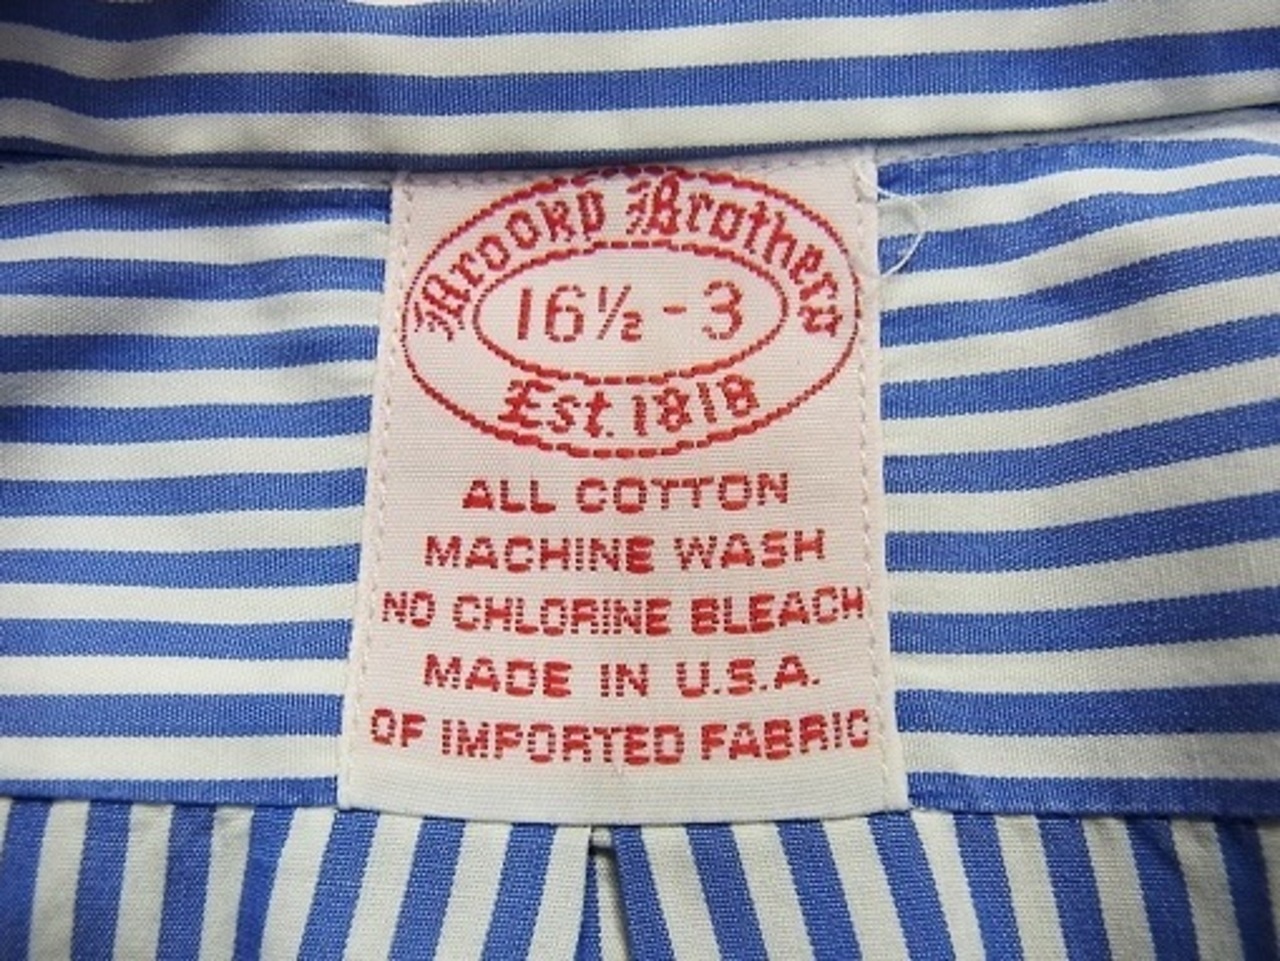 Brooks Brothers
16½-3
Est. 1818
ALL COTTON
MACHINE WASH
NO CHLORINE BLEACH
MADE IN U.S.A.
OF IMPORTED FABRIC